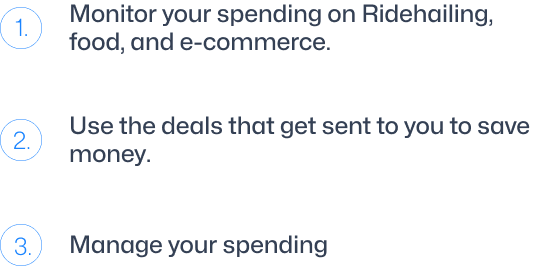 1. Monitor your spending on Ridehailing,
food, and e-commerce.
2. Use the deals that get sent to you to save
money.
3. Manage your spending